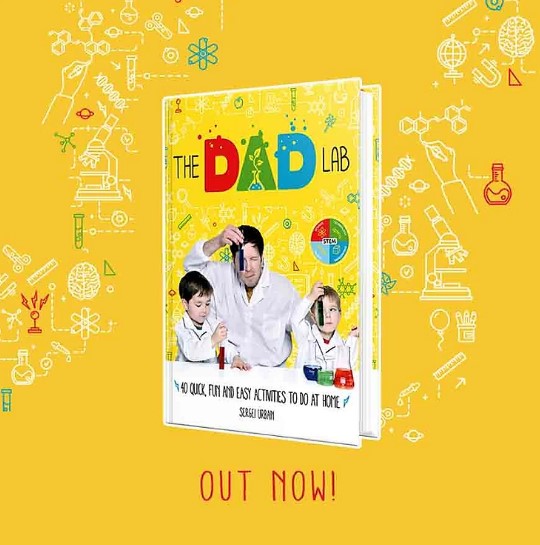 THE DAD LAB
STEM
40 QUICK, FUN AND EASY ACTIVITIES TO DO AT HOME
SERGEI URBAN
OUT NOW!